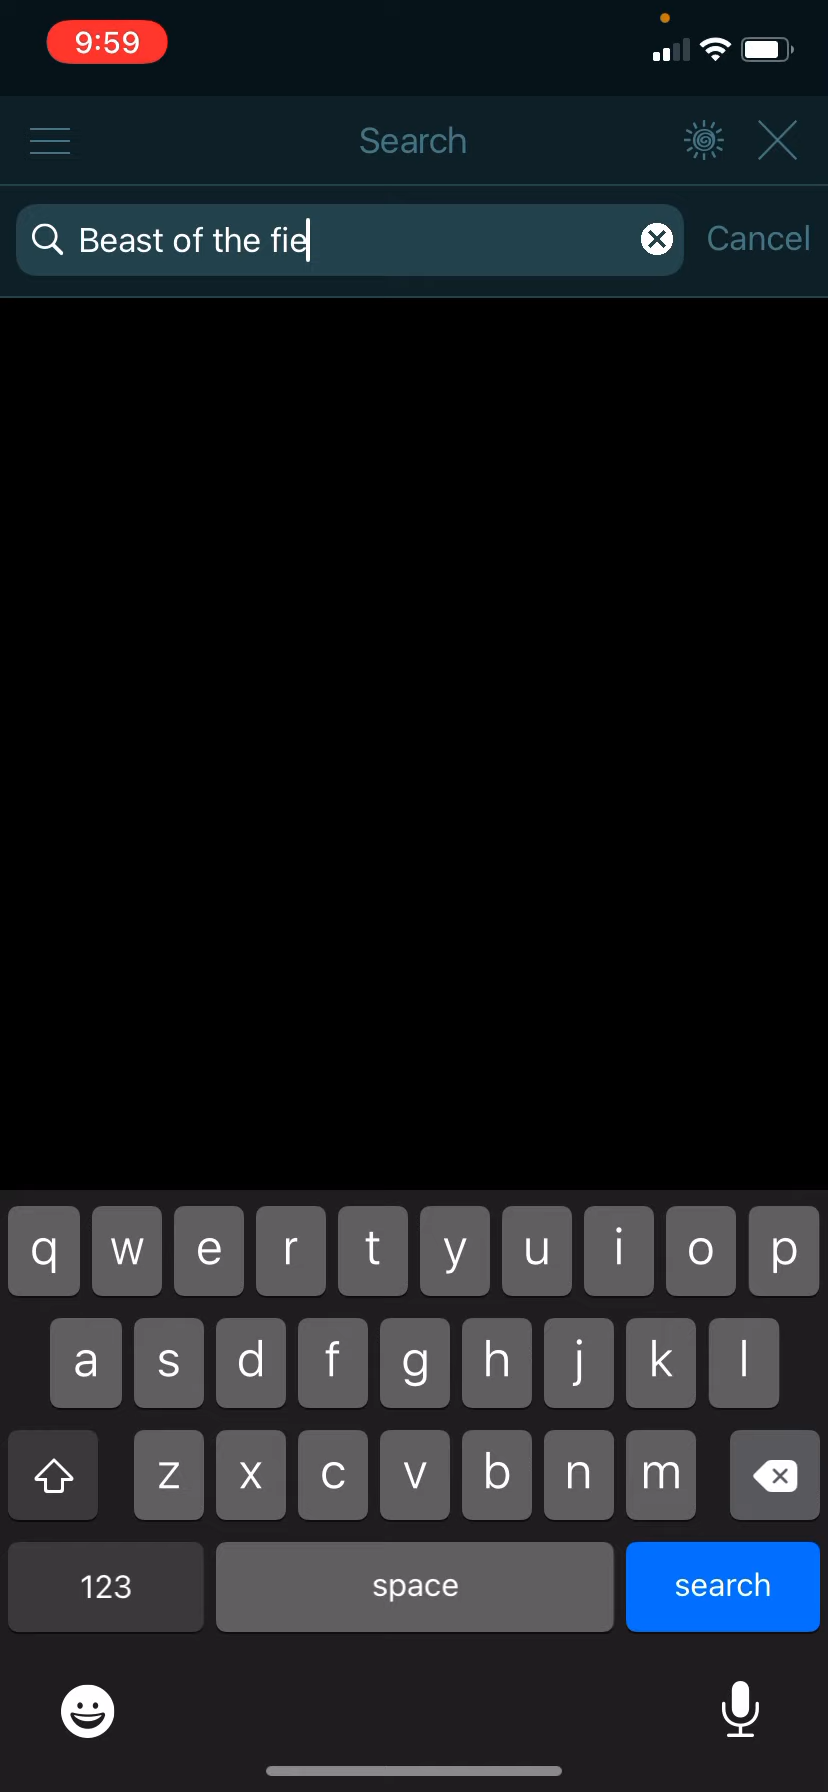 9:59
Search
Beast of the fie
Cancel
q w e r t y u i o p
a s d f g h j k l
z x c v b n m
123 space search